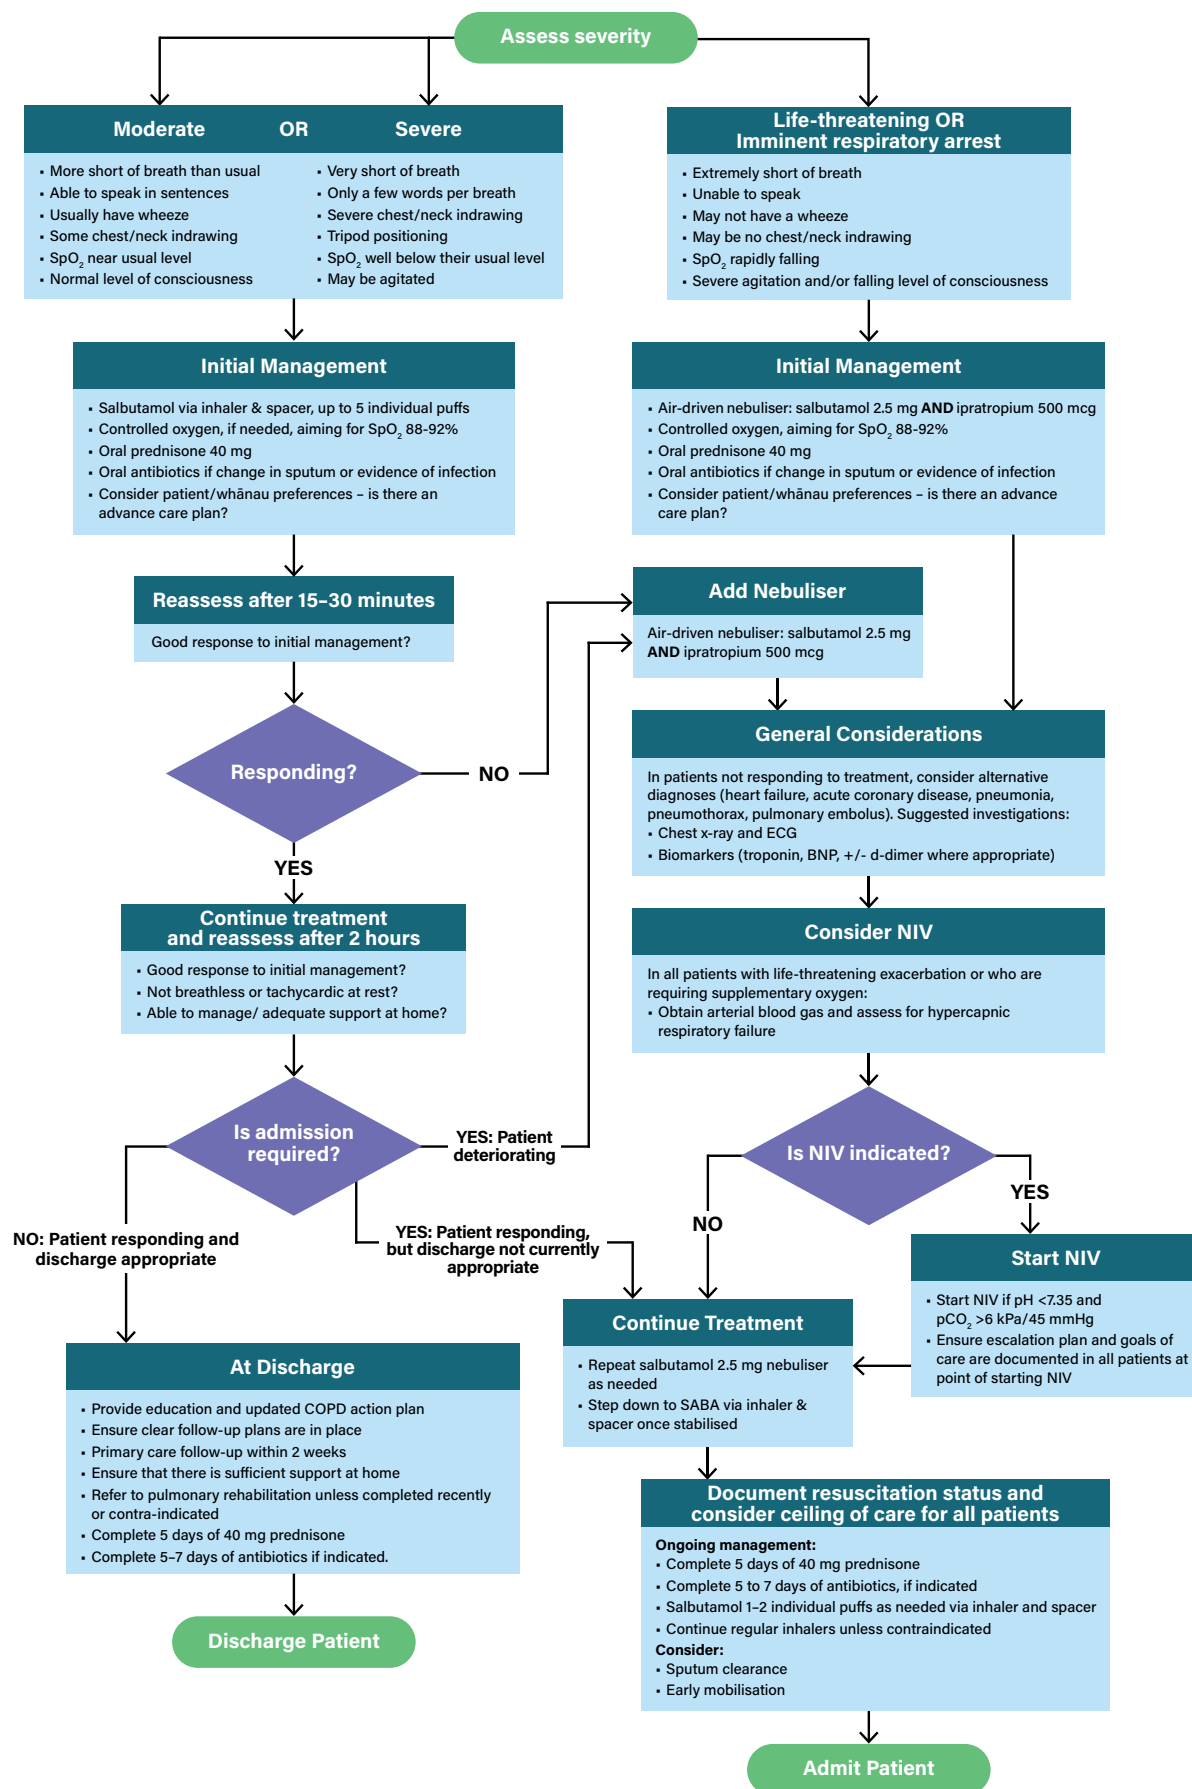 Assess severity
Moderate OR Severe
▪ More short of breath than usual
▪ Able to speak in sentences
▪ Usually have wheeze
▪ Some chest/neck indrawing
▪ SpO₂ near usual level
▪ Normal level of consciousness
▪ Very short of breath
▪ Only a few words per breath
▪ Severe chest/neck indrawing
▪ Tripod positioning
▪ SpO₂ well below their usual level
▪ May be agitated
Life-threatening OR
Imminent respiratory arrest
▪ Extremely short of breath
▪ Unable to speak
▪ May not have a wheeze
▪ May be no chest/neck indrawing
▪ SpO₂ rapidly falling
▪ Severe agitation and/or falling level of consciousness
Initial Management
▪ Salbutamol via inhaler & spacer, up to 5 individual puffs
▪ Controlled oxygen, if needed, aiming for SpO₂ 88-92%
▪ Oral prednisone 40 mg
▪ Oral antibiotics if change in sputum or evidence of infection
▪ Consider patient/whānau preferences – is there an
advance care plan?
Initial Management
▪ Air-driven nebuliser: salbutamol 2.5 mg AND ipratropium 500 mcg
▪ Controlled oxygen, aiming for SpO₂ 88-92%
▪ Oral prednisone 40 mg
▪ Oral antibiotics if change in sputum or evidence of infection
▪ Consider patient/whānau preferences – is there an advance
care plan?
Reassess after 15–30 minutes
Good response to initial management?
Add Nebuliser
Air-driven nebuliser: salbutamol 2.5 mg
AND ipratropium 500 mcg
Responding?
NO
YES
General Considerations
In patients not responding to treatment, consider alternative
diagnoses (heart failure, acute coronary disease, pneumonia,
pneumothorax, pulmonary embolus). Suggested investigations:
▪ Chest x-ray and ECG
▪ Biomarkers (troponin, BNP, +/- d-dimer where appropriate)
Continue treatment
and reassess after 2 hours
▪ Good response to initial management?
▪ Not breathless or tachycardic at rest?
▪ Able to manage/ adequate support at home?
Consider NIV
In all patients with life-threatening exacerbation or who are
requiring supplementary oxygen:
▪ Obtain arterial blood gas and assess for hypercapnic
respiratory failure
Is admission
required?
YES: Patient
deteriorating
Is NIV indicated?
YES
NO
NO: Patient responding and
discharge appropriate
YES: Patient responding,
but discharge not currently
appropriate
Start NIV
▪ Start NIV if pH <7.35 and
pCO₂ >6 kPa/45 mmHg
▪ Ensure escalation plan and goals of
care are documented in all patients at
point of starting NIV
Continue Treatment
▪ Repeat salbutamol 2.5 mg nebuliser
as needed
▪ Step down to SABA via inhaler &
spacer once stabilised
At Discharge
▪ Provide education and updated COPD action plan
▪ Ensure clear follow-up plans are in place
▪ Primary care follow-up within 2 weeks
▪ Ensure that there is sufficient support at home
▪ Refer to pulmonary rehabilitation unless completed recently
or contra-indicated
▪ Complete 5 days of 40 mg prednisone
▪ Complete 5–7 days of antibiotics if indicated.
Discharge Patient
Document resuscitation status and
consider ceiling of care for all patients
Ongoing management:
▪ Complete 5 days of 40 mg prednisone
▪ Complete 5 to 7 days of antibiotics, if indicated
▪ Salbutamol 1–2 individual puffs as needed via inhaler and spacer
▪ Continue regular inhalers unless contraindicated
Consider:
▪ Sputum clearance
▪ Early mobilisation
Admit Patient